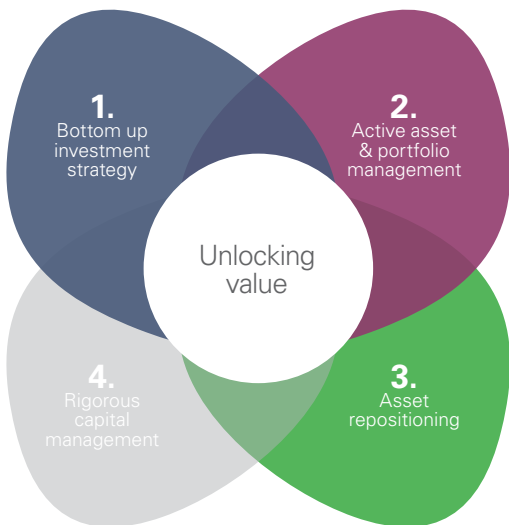 1.
Bottom up
investment
strategy
2.
Active asset
& portfolio
management
Unlocking
value
3.
Asset
repositioning
4.
Rigorous
capital
management